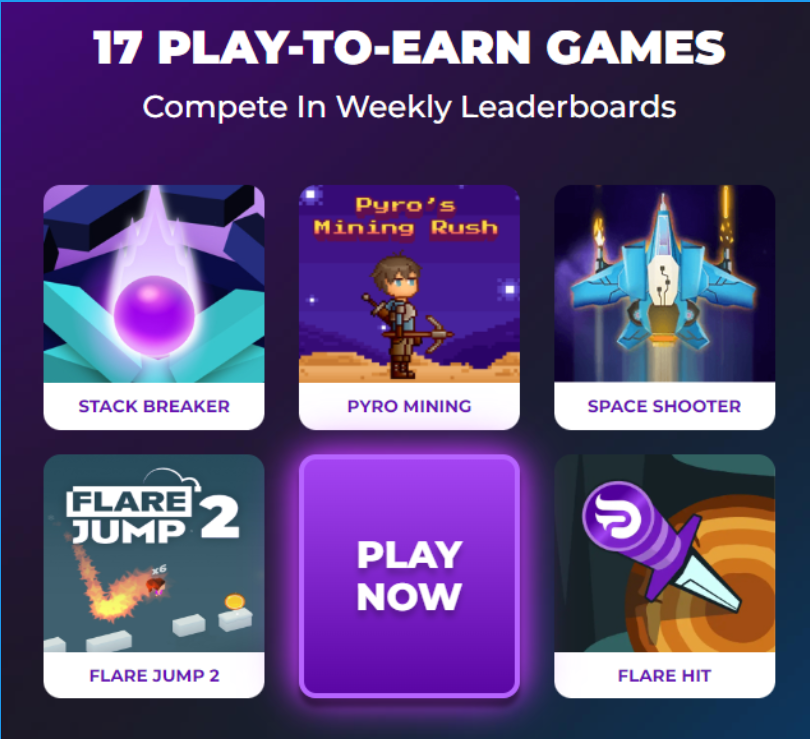 17 PLAY-TO-EARN GAMES
Compete In Weekly Leaderboards
Pyro's
Mining Rush
STACK BREAKER
PYRO MINING
SPACE SHOOTER
FLARE
JUMP 2
x6
PLAY
NOW
FLARE JUMP 2
FLARE HIT